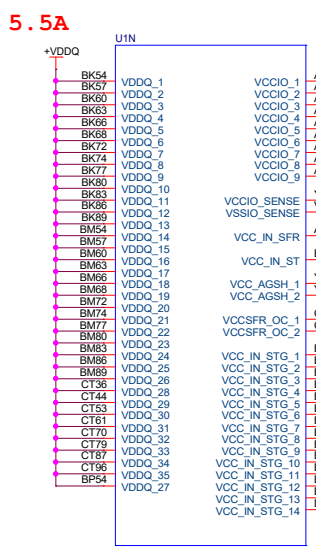 5.5A
+VDDQ
U1N
BK54 VDDQ_1
BK57 VDDQ_2
BK60 VDDQ_3
BK63 VDDQ_4
BK66 VDDQ_5
BK68 VDDQ_6
BK72 VDDQ_7
BK74 VDDQ_8
BK77 VDDQ_9
BK80 VDDQ_10
BK83 VDDQ_11
BK86 VDDQ_12
BK89 VDDQ_13
BM54 VDDQ_14
BM57 VDDQ_15
BM60 VDDQ_16
BM63 VDDQ_17
BM66 VDDQ_18
BM68 VDDQ_19
BM72 VDDQ_20
BM74 VDDQ_21
BM77 VDDQ_22
BM80 VDDQ_23
BM83 VDDQ_24
BM86 VDDQ_25
BM89 VDDQ_26
CT36 VDDQ_28
CT44 VDDQ_29
CT53 VDDQ_30
CT61 VDDQ_31
CT70 VDDQ_32
CT79 VDDQ_33
CT87 VDDQ_34
CT96 VDDQ_35
BP54 VDDQ_27
VCCIO_1
VCCIO_2
VCCIO_3
VCCIO_4
VCCIO_5
VCCIO_6
VCCIO_7
VCCIO_8
VCCIO_9
VCCIO_SENSE
VSSIO_SENSE
VCC_IN_SFR
VCC_IN_ST
VCC_AGSH_1
VCC_AGSH_2
VCCSFR_OC_1
VCCSFR_OC_2
VCC_IN_STG_1
VCC_IN_STG_2
VCC_IN_STG_3
VCC_IN_STG_4
VCC_IN_STG_5
VCC_IN_STG_6
VCC_IN_STG_7
VCC_IN_STG_8
VCC_IN_STG_9
VCC_IN_STG_10
VCC_IN_STG_11
VCC_IN_STG_12
VCC_IN_STG_13
VCC_IN_STG_14